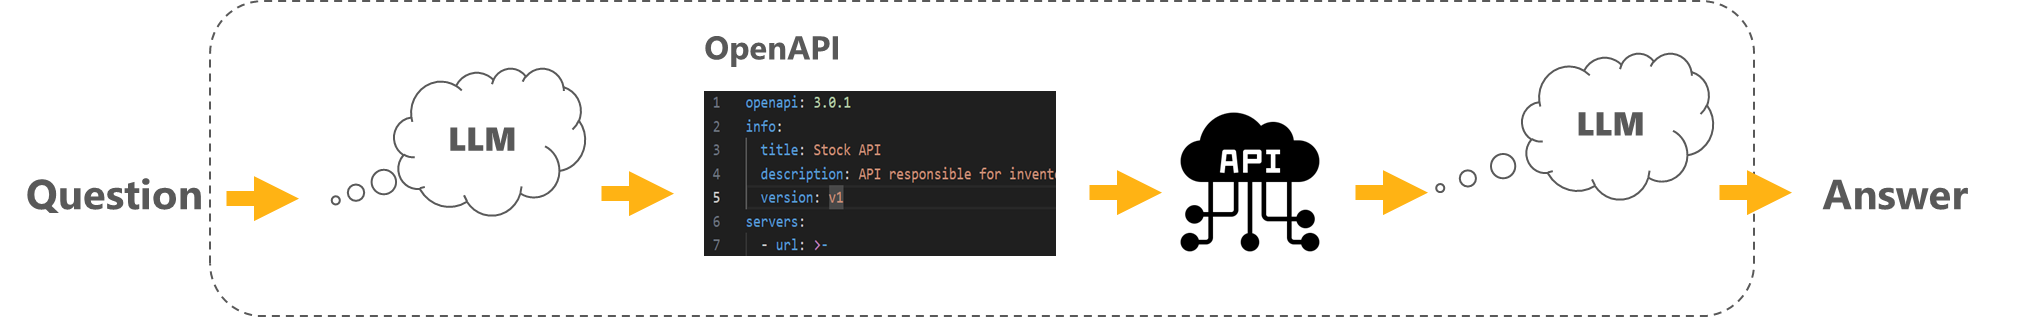 Question
LLM
OpenAPI
1 openapi: 3.0.1
2 info:
3 title: Stock API
4 description: API responsible for invent
5 version: v1
6 servers:
7 - url: >-
API
LLM
Answer